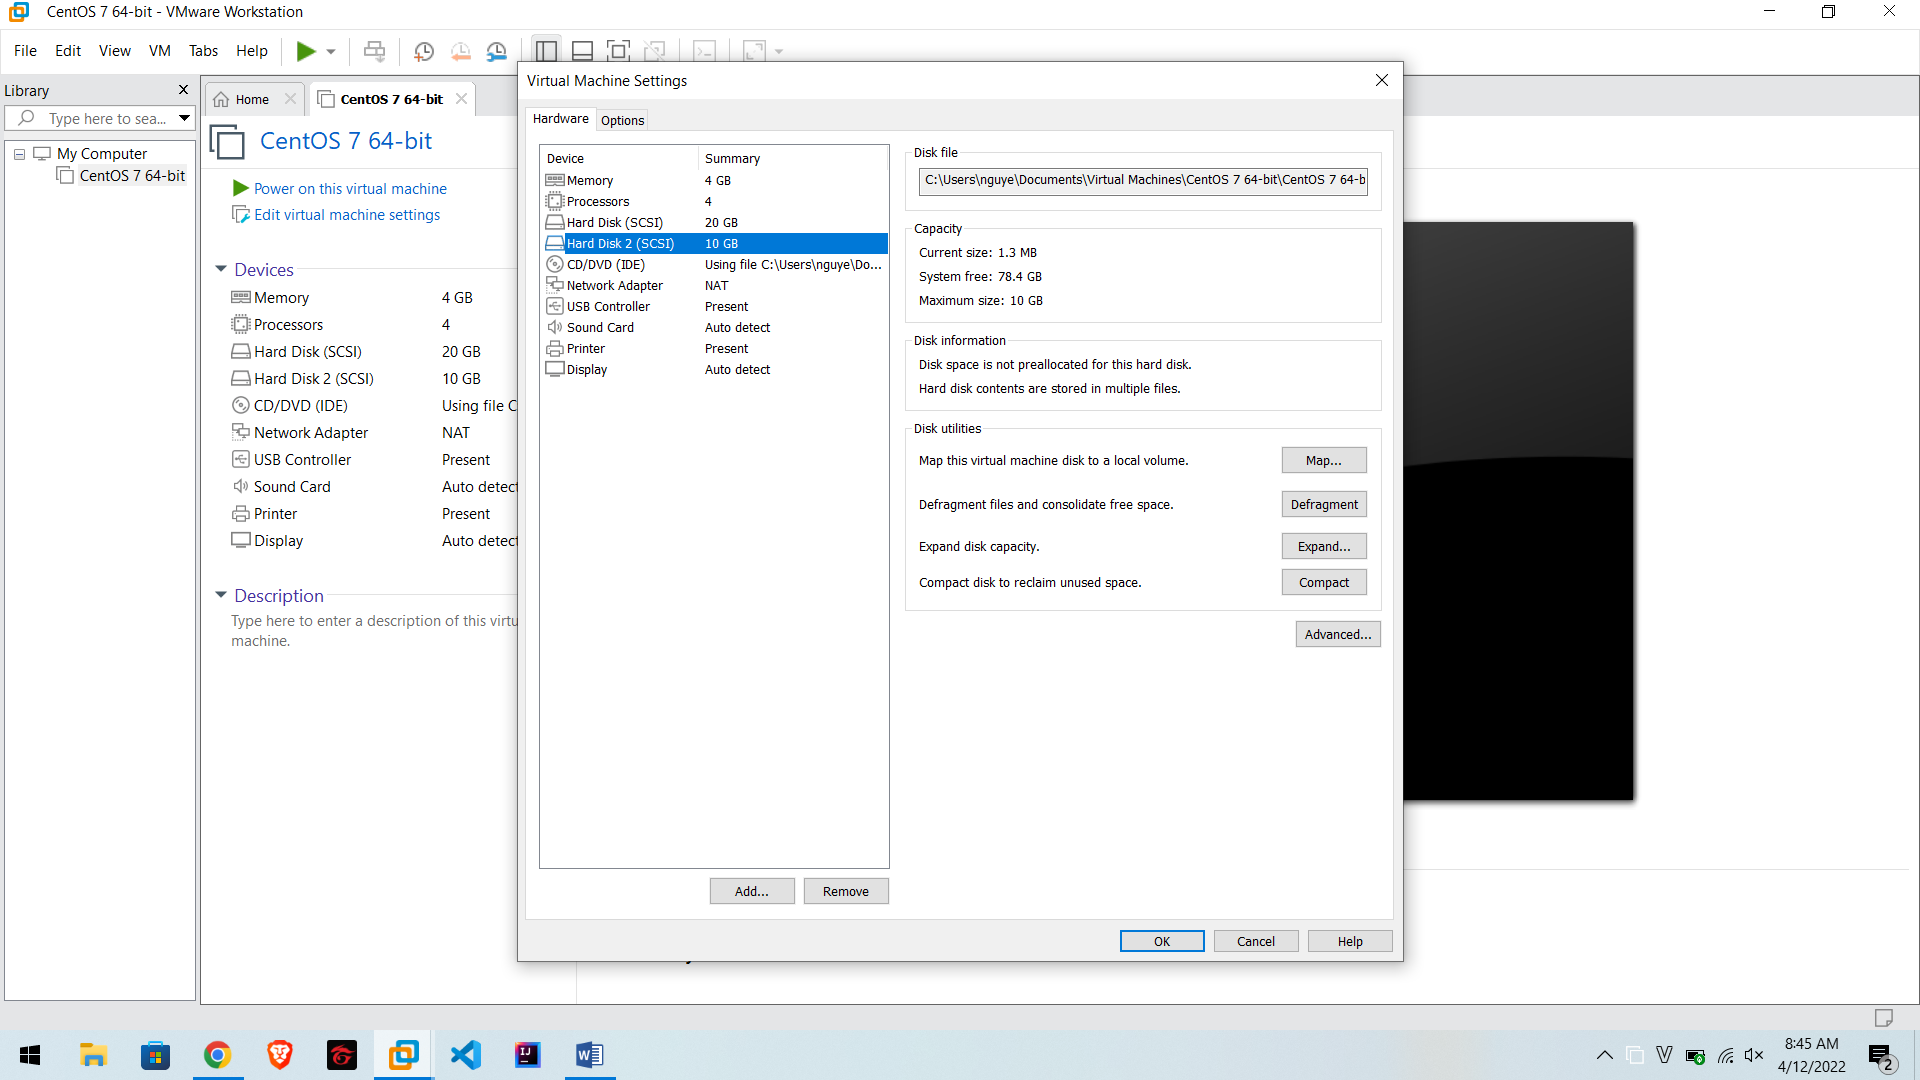 CentOS 7 64-bit - VMware Workstation
File Edit View VM Tabs Help
Library
Type here to sea...
My Computer
CentOS 7 64-bit
Home
CentOS 7 64-bit
CentOS 7 64-bit
Power on this virtual machine
Edit virtual machine settings
Devices
Memory 4 GB
Processors 4
Hard Disk (SCSI) 20 GB
Hard Disk 2 (SCSI) 10 GB
CD/DVD (IDE) Using file C
Network Adapter NAT
USB Controller Present
Sound Card Auto detect
Printer Present
Display Auto detect
Description
Type here to enter a description of this virtu
machine.
Virtual Machine Settings
Hardware Options
Device Summary
Memory 4 GB
Processors 4
Hard Disk (SCSI) 20 GB
Hard Disk 2 (SCSI) 10 GB
CD/DVD (IDE) Using file C:\Users\nguye\Do...
Network Adapter NAT
USB Controller Present
Sound Card Auto detect
Printer Present
Display Auto detect
Add... Remove
Disk file
C:\Users\nguye\Documents\Virtual Machines\CentOS 7 64-bit\CentOS 7 64-b
Capacity
Current size: 1.3 MB
System free: 78.4 GB
Maximum size: 10 GB
Disk information
Disk space is not preallocated for this hard disk.
Hard disk contents are stored in multiple files.
Disk utilities
Map this virtual machine disk to a local volume. Map...
Defragment files and consolidate free space. Defragment
Expand disk capacity. Expand...
Compact disk to reclaim unused space. Compact
Advanced...
OK Cancel Help
8:45 AM
4/12/2022
2